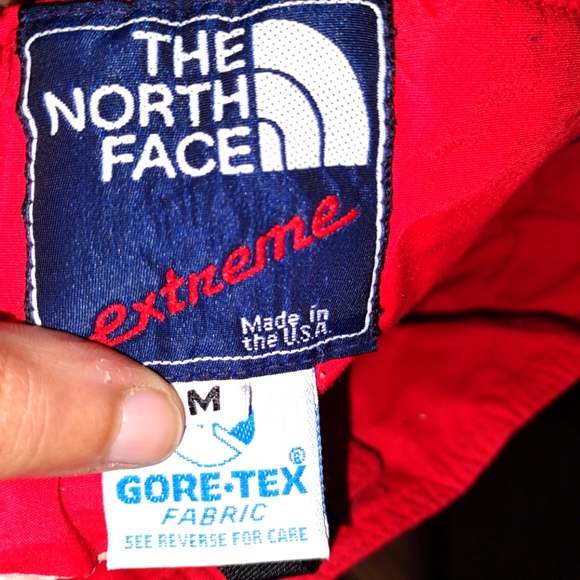 THE
NORTH
FACE
extreme
Made in
the U.S.A.
M
GORE-TEX®
FABRIC
SEE REVERSE FOR CARE